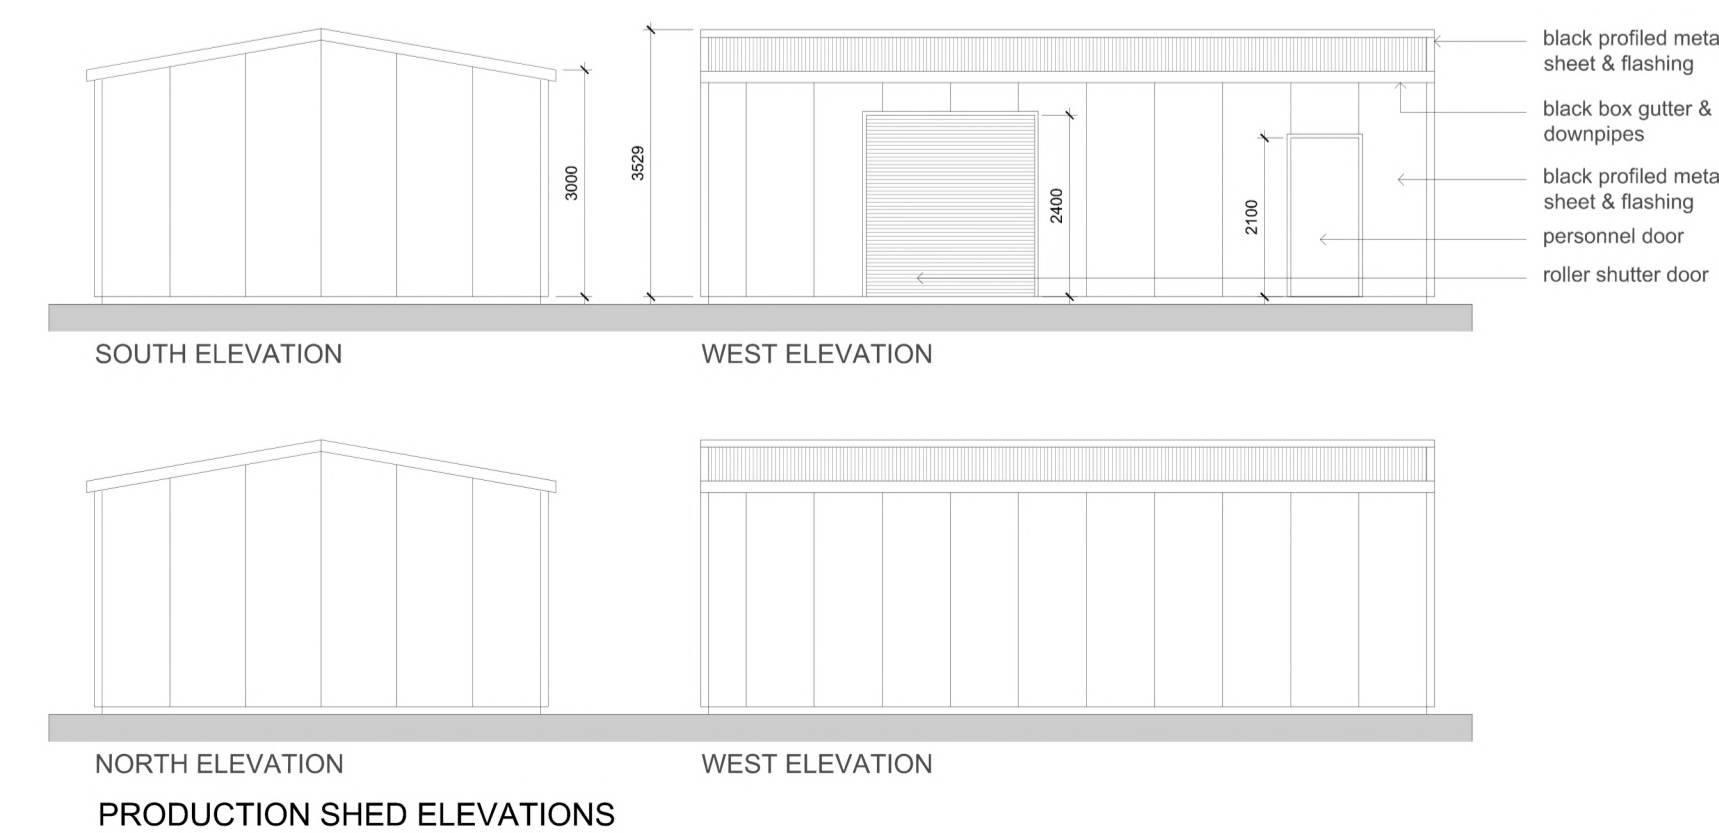 3000
3529
2400
2100
black profiled meta
sheet & flashing
black box gutter &
downpipes
black profiled meta
sheet & flashing
personnel door
roller shutter door
SOUTH ELEVATION
WEST ELEVATION
NORTH ELEVATION
WEST ELEVATION
PRODUCTION SHED ELEVATIONS